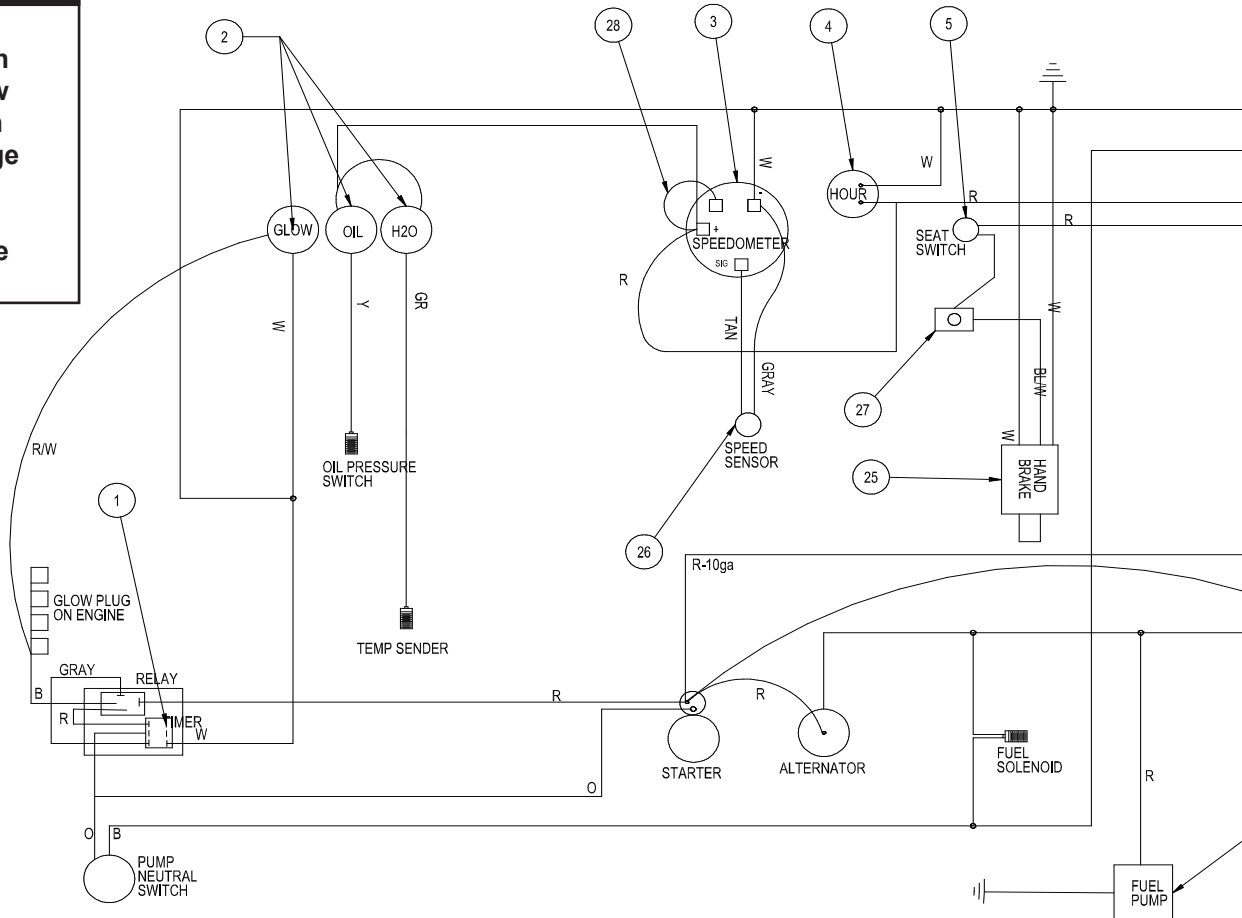 n
w
n
ge
e
2
28
3
4
5
GLOW
OIL
H2O
W
-
+
SPEEDOMETER
SIG
HOUR
W
R
R
SEAT
SWITCH
R
TAN
GRAY
Y
GR
W
W
BL/W
W
27
R/W
OIL PRESSURE
SWITCH
SPEED
SENSOR
25
HAND
BRAKE
1
26
R-10ga
GLOW PLUG
ON ENGINE
TEMP SENDER
GRAY
RELAY
B
R
R
R
TIMER
W
STARTER
ALTERNATOR
FUEL
SOLENOID
R
O
O
B
PUMP
NEUTRAL
SWITCH
FUEL
PUMP